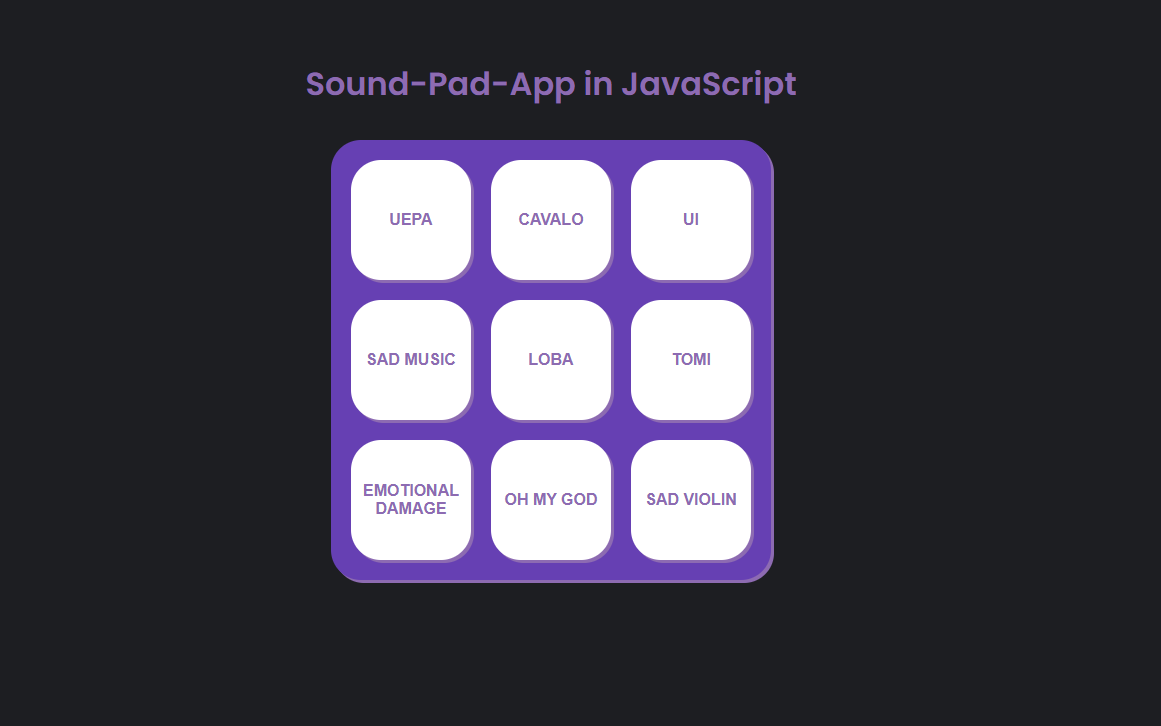 Sound-Pad-App in JavaScript
UEPA
CAVALO
UI
SAD MUSIC
LOBA
TOMI
EMOTIONAL
DAMAGE
OH MY GOD
SAD VIOLIN